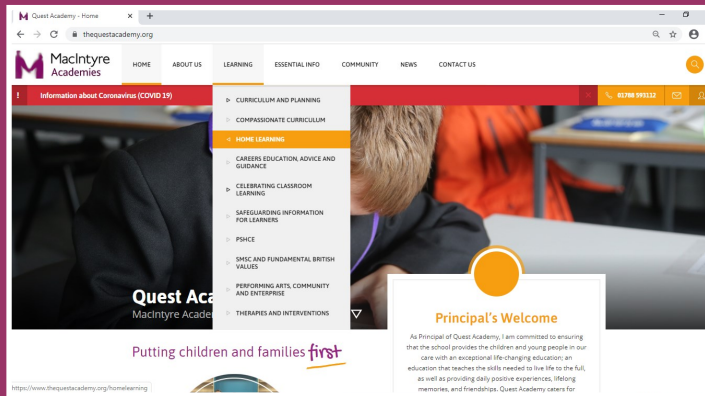 Quest Academy - Home
thequestacademy.org
MacIntyre
Academies
HOME
ABOUT US
LEARNING
ESSENTIAL INFO
COMMUNITY
NEWS
CONTACT US
! Information about Coronavirus (COVID 19)
01788 593112
CURRICULUM AND PLANNING
COMPASSIONATE CURRICULUM
HOME LEARNING
CAREERS EDUCATION, ADVICE AND
GUIDANCE
CELEBRATING CLASSROOM
LEARNING
SAFEGUARDING INFORMATION
FOR LEARNERS
PSHCE
SMSC AND FUNDAMENTAL BRITISH
VALUES
PERFORMING ARTS, COMMUNITY
AND ENTERPRISE
THERAPIES AND INTERVENTIONS
Quest Aca
MacIntyre Acade
Putting children and families first
Principal's Welcome
As Principal of Quest Academy, I am committed to ensuring
that the school provides the children and young people in our
care with an exceptional life-changing education; an
education that teaches the skills needed to live life to the full,
as well as providing daily positive experiences, lifelong
memories, and friendships. Quest Academy caters for
https://www.thequestacademy.org/homelearning